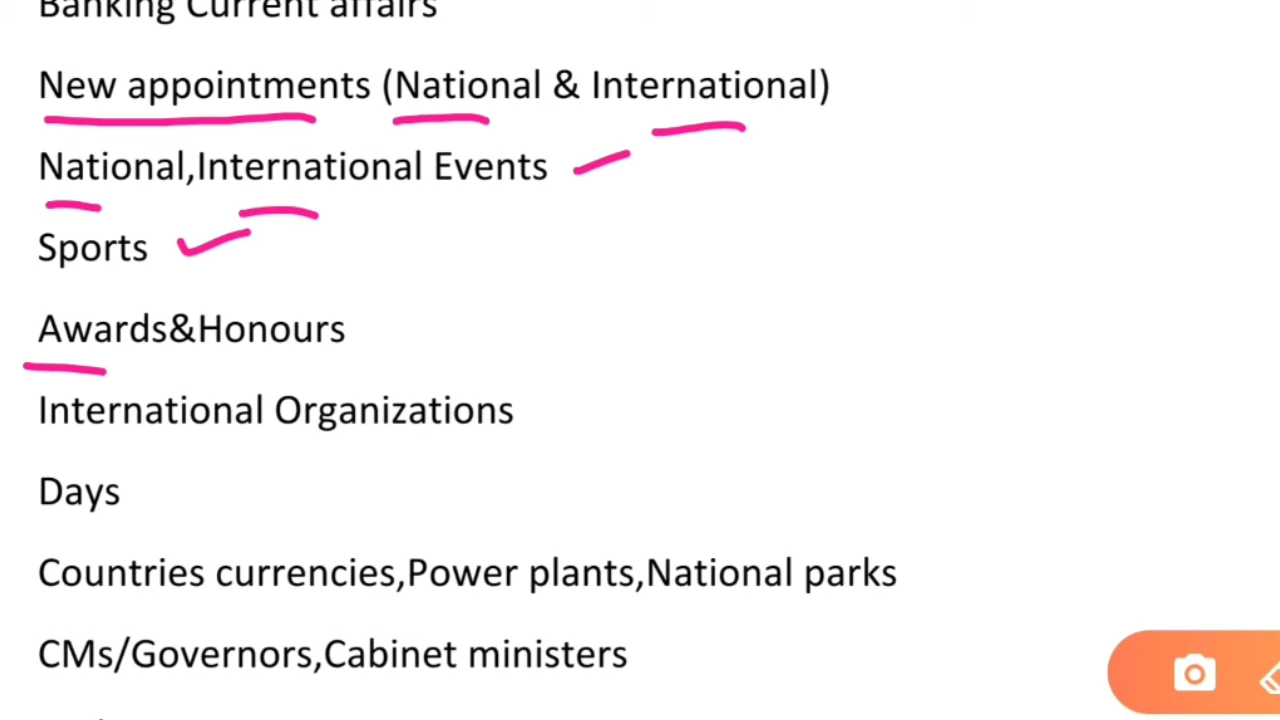 Banking Current affairs
New appointments (National & International)
National,International Events
Sports
Awards&Honours
International Organizations
Days
Countries currencies,Power plants,National parks
CMs/Governors,Cabinet ministers